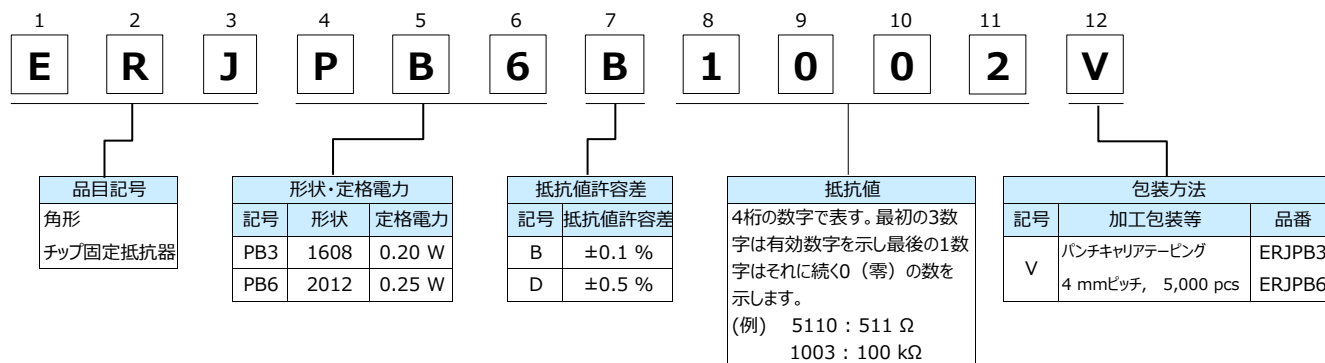 1 2 3 4 5 6 7 8 9 10 11 12
E R J P B 6 B 1 0 0 2 V
品目記号
角形
チップ固定抵抗器
形状・定格電力
記号 形状 定格電力
PB3 1608 0.20 W
PB6 2012 0.25 W
抵抗値許容差
記号 抵抗値許容差
B ±0.1 %
D ±0.5 %
抵抗値
4桁の数字で表す。最初の3数
字は有効数字を示し最後の1数
字はそれに続く0（零）の数を
示します。
(例) 5110 : 511 Ω
1003 : 100 kΩ
包装方法
記号 加工包装等 品番
V パンチキャリアテーピング ERJPB3
4 mmピッチ, 5,000 pcs ERJPB6